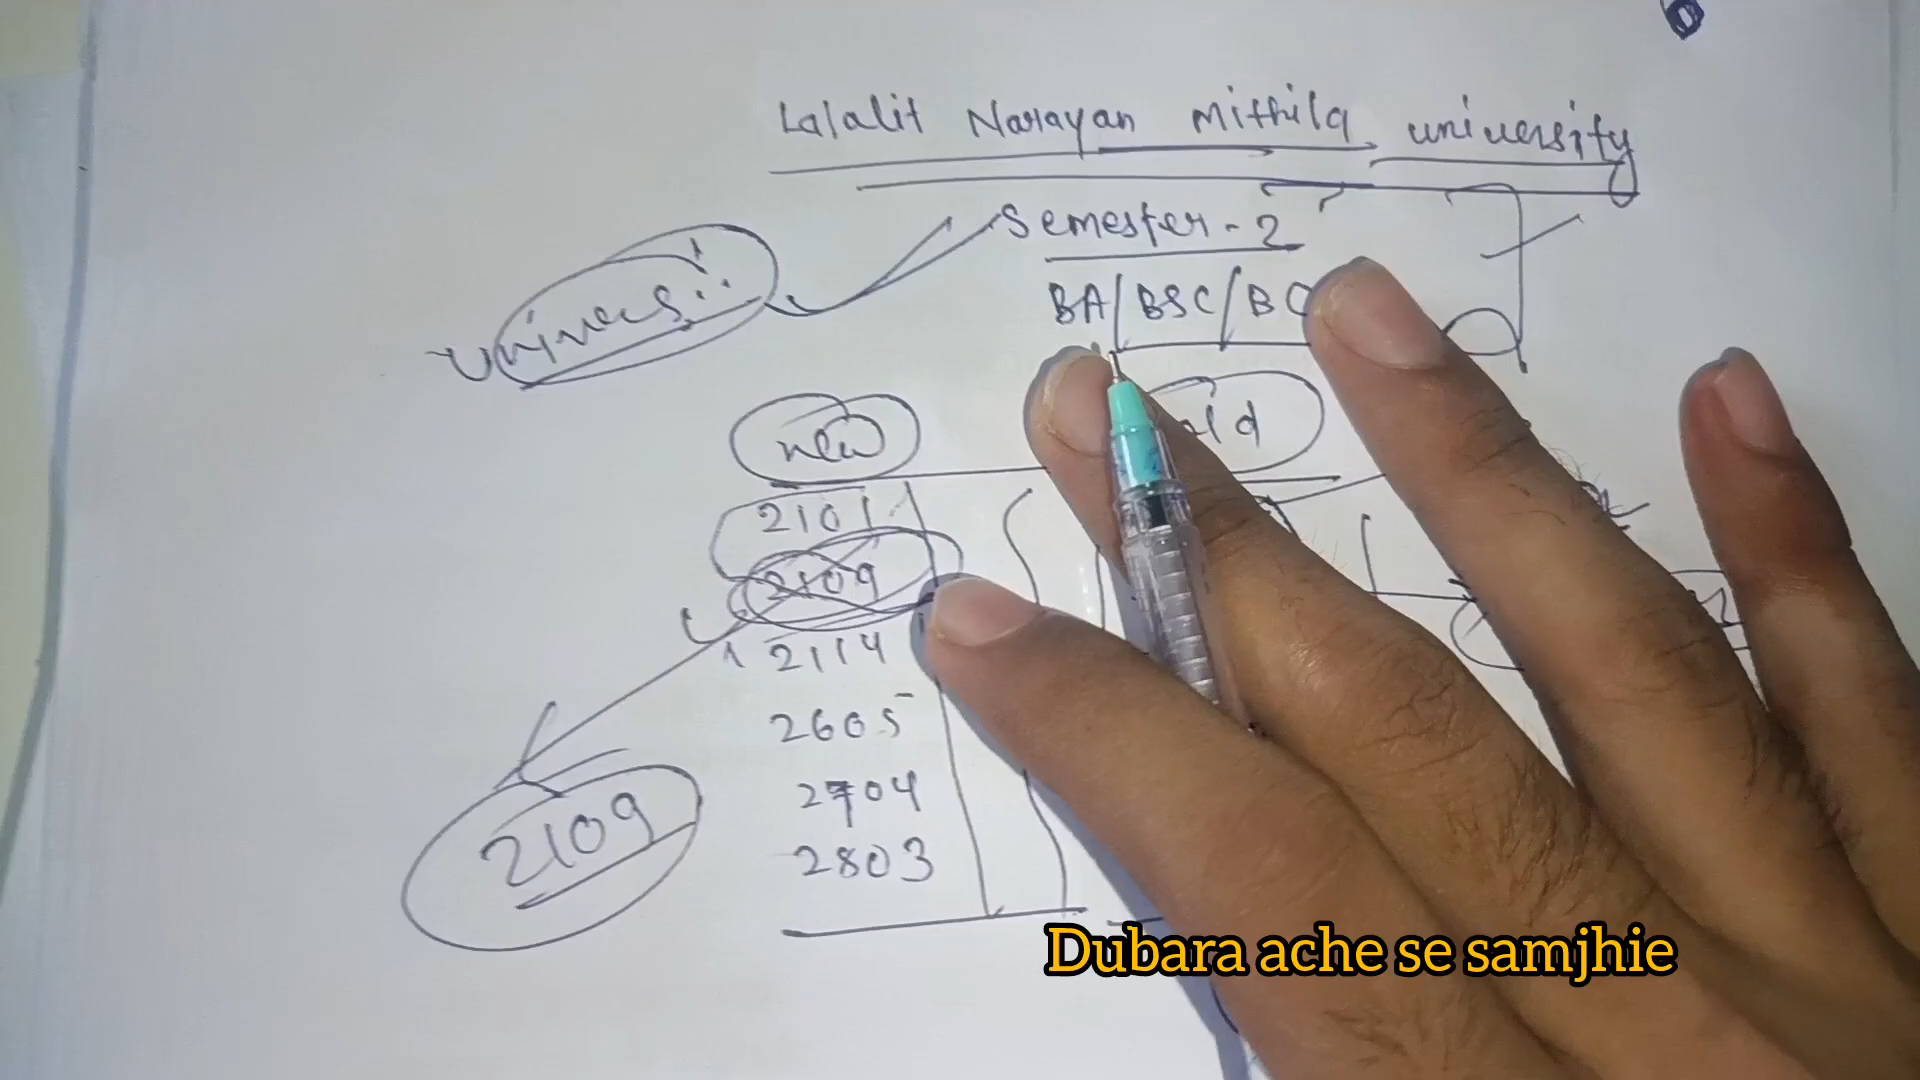 Lalalit Narayan Mithila university
Semester-2
univers
BA/BSC/BC
new
old
2101
2109
2114
2605
2704
2803
2109
Dubara ache se samjhie